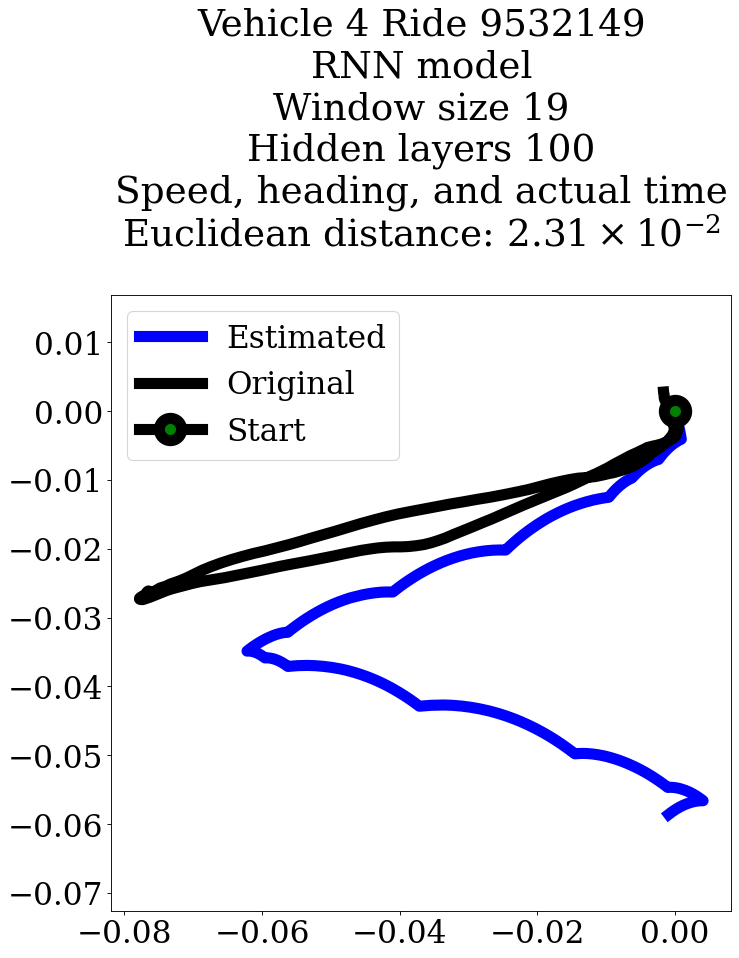 Vehicle 4 Ride 9532149
RNN model
Window size 19
Hidden layers 100
Speed, heading, and actual time
Euclidean distance: 2.31 × 10⁻²
Estimated
Original
Start
0.01
0.00
−0.01
−0.02
−0.03
−0.04
−0.05
−0.06
−0.07
−0.08 −0.06 −0.04 −0.02 0.00